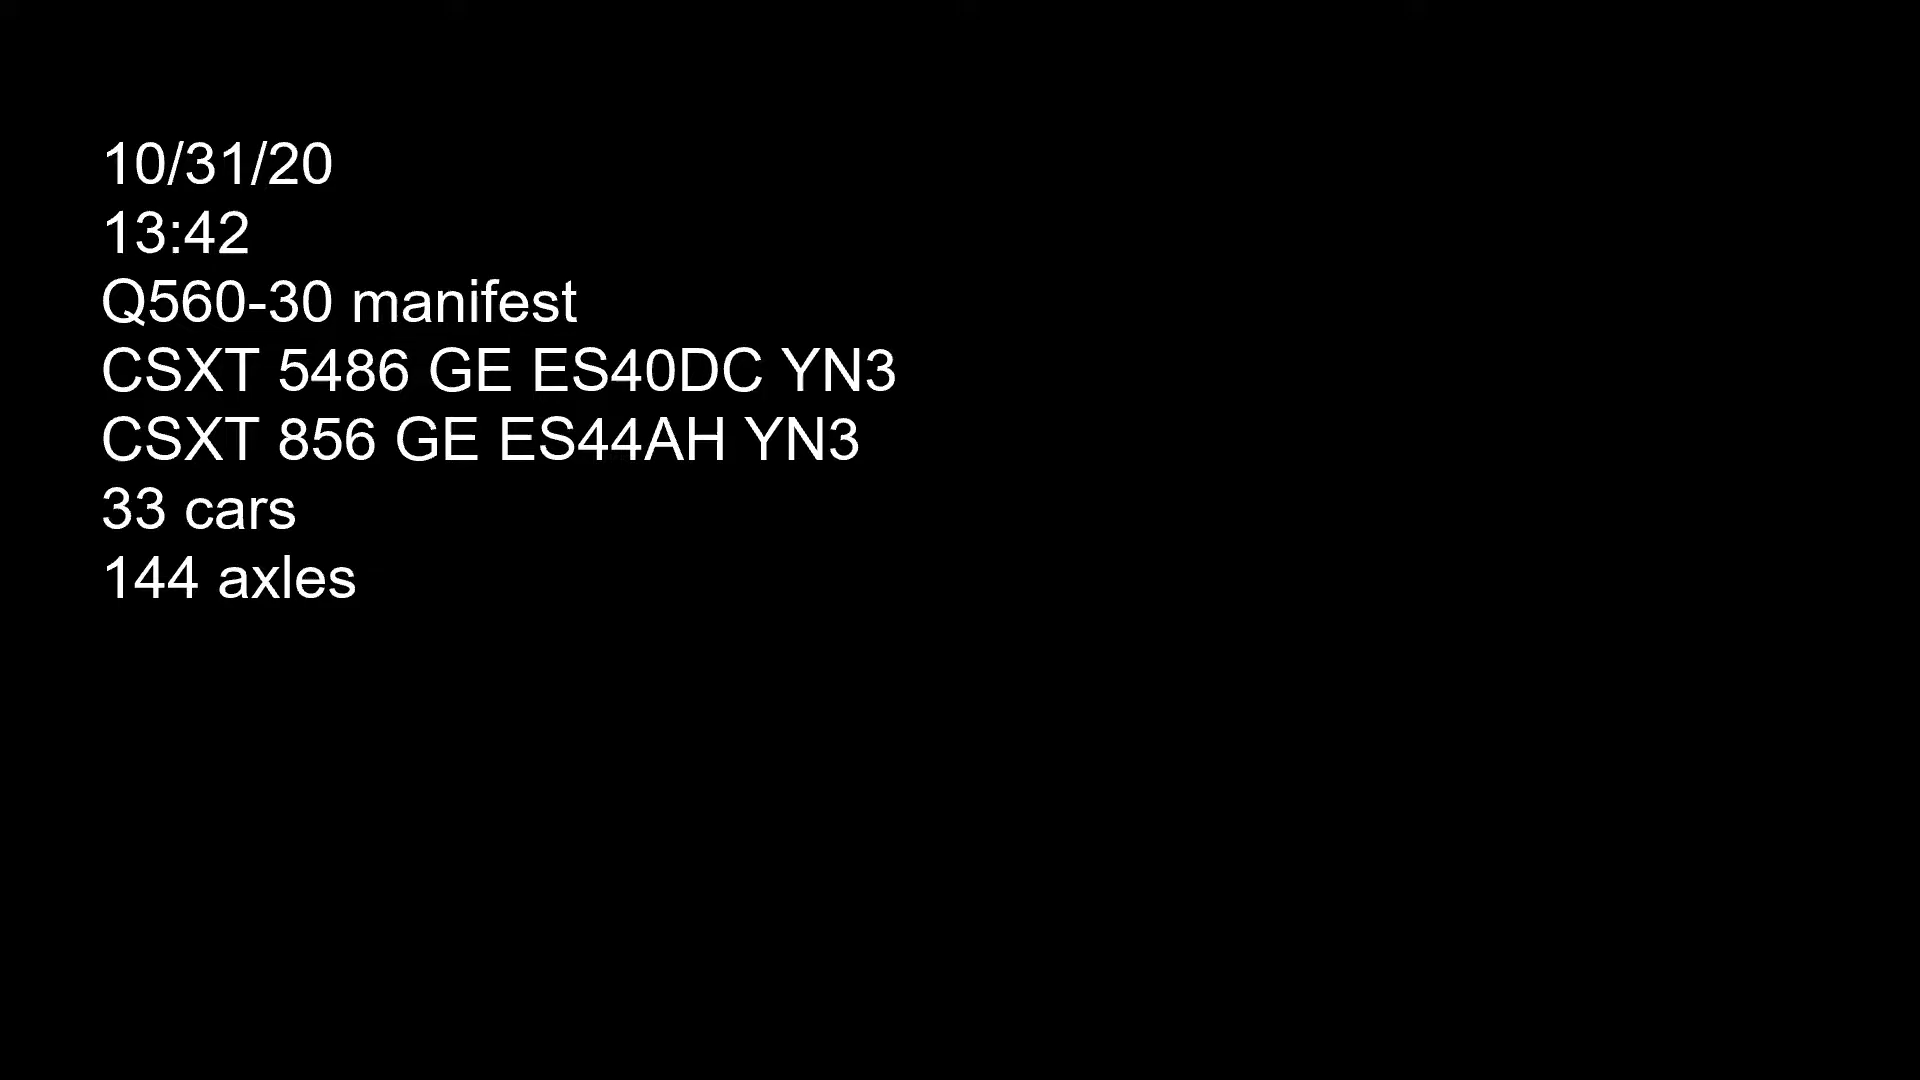 10/31/20
13:42
Q560-30 manifest
CSXT 5486 GE ES40DC YN3
CSXT 856 GE ES44AH YN3
33 cars
144 axles